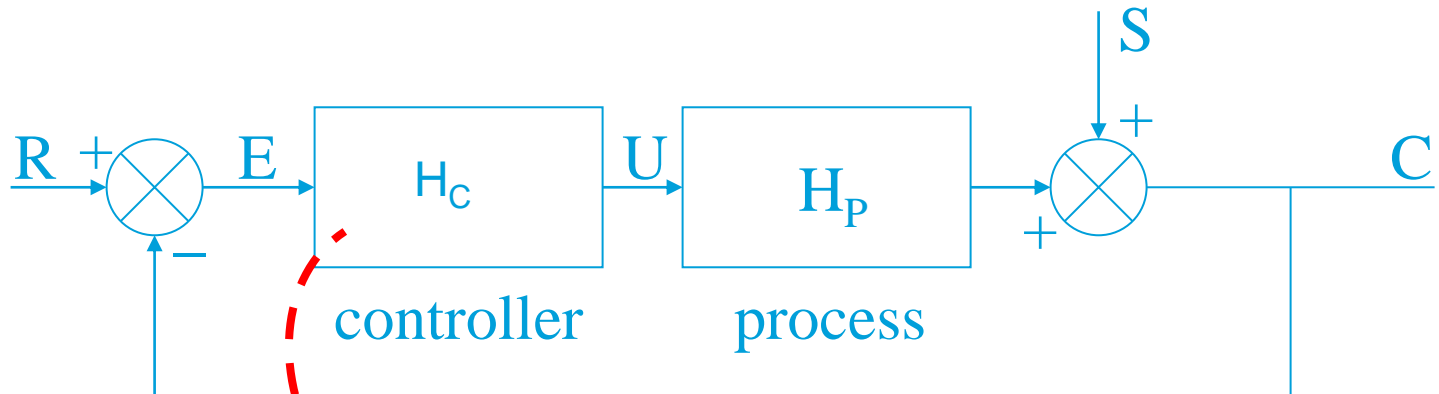 S
+
R + E H_C U H_P C
− +
controller process